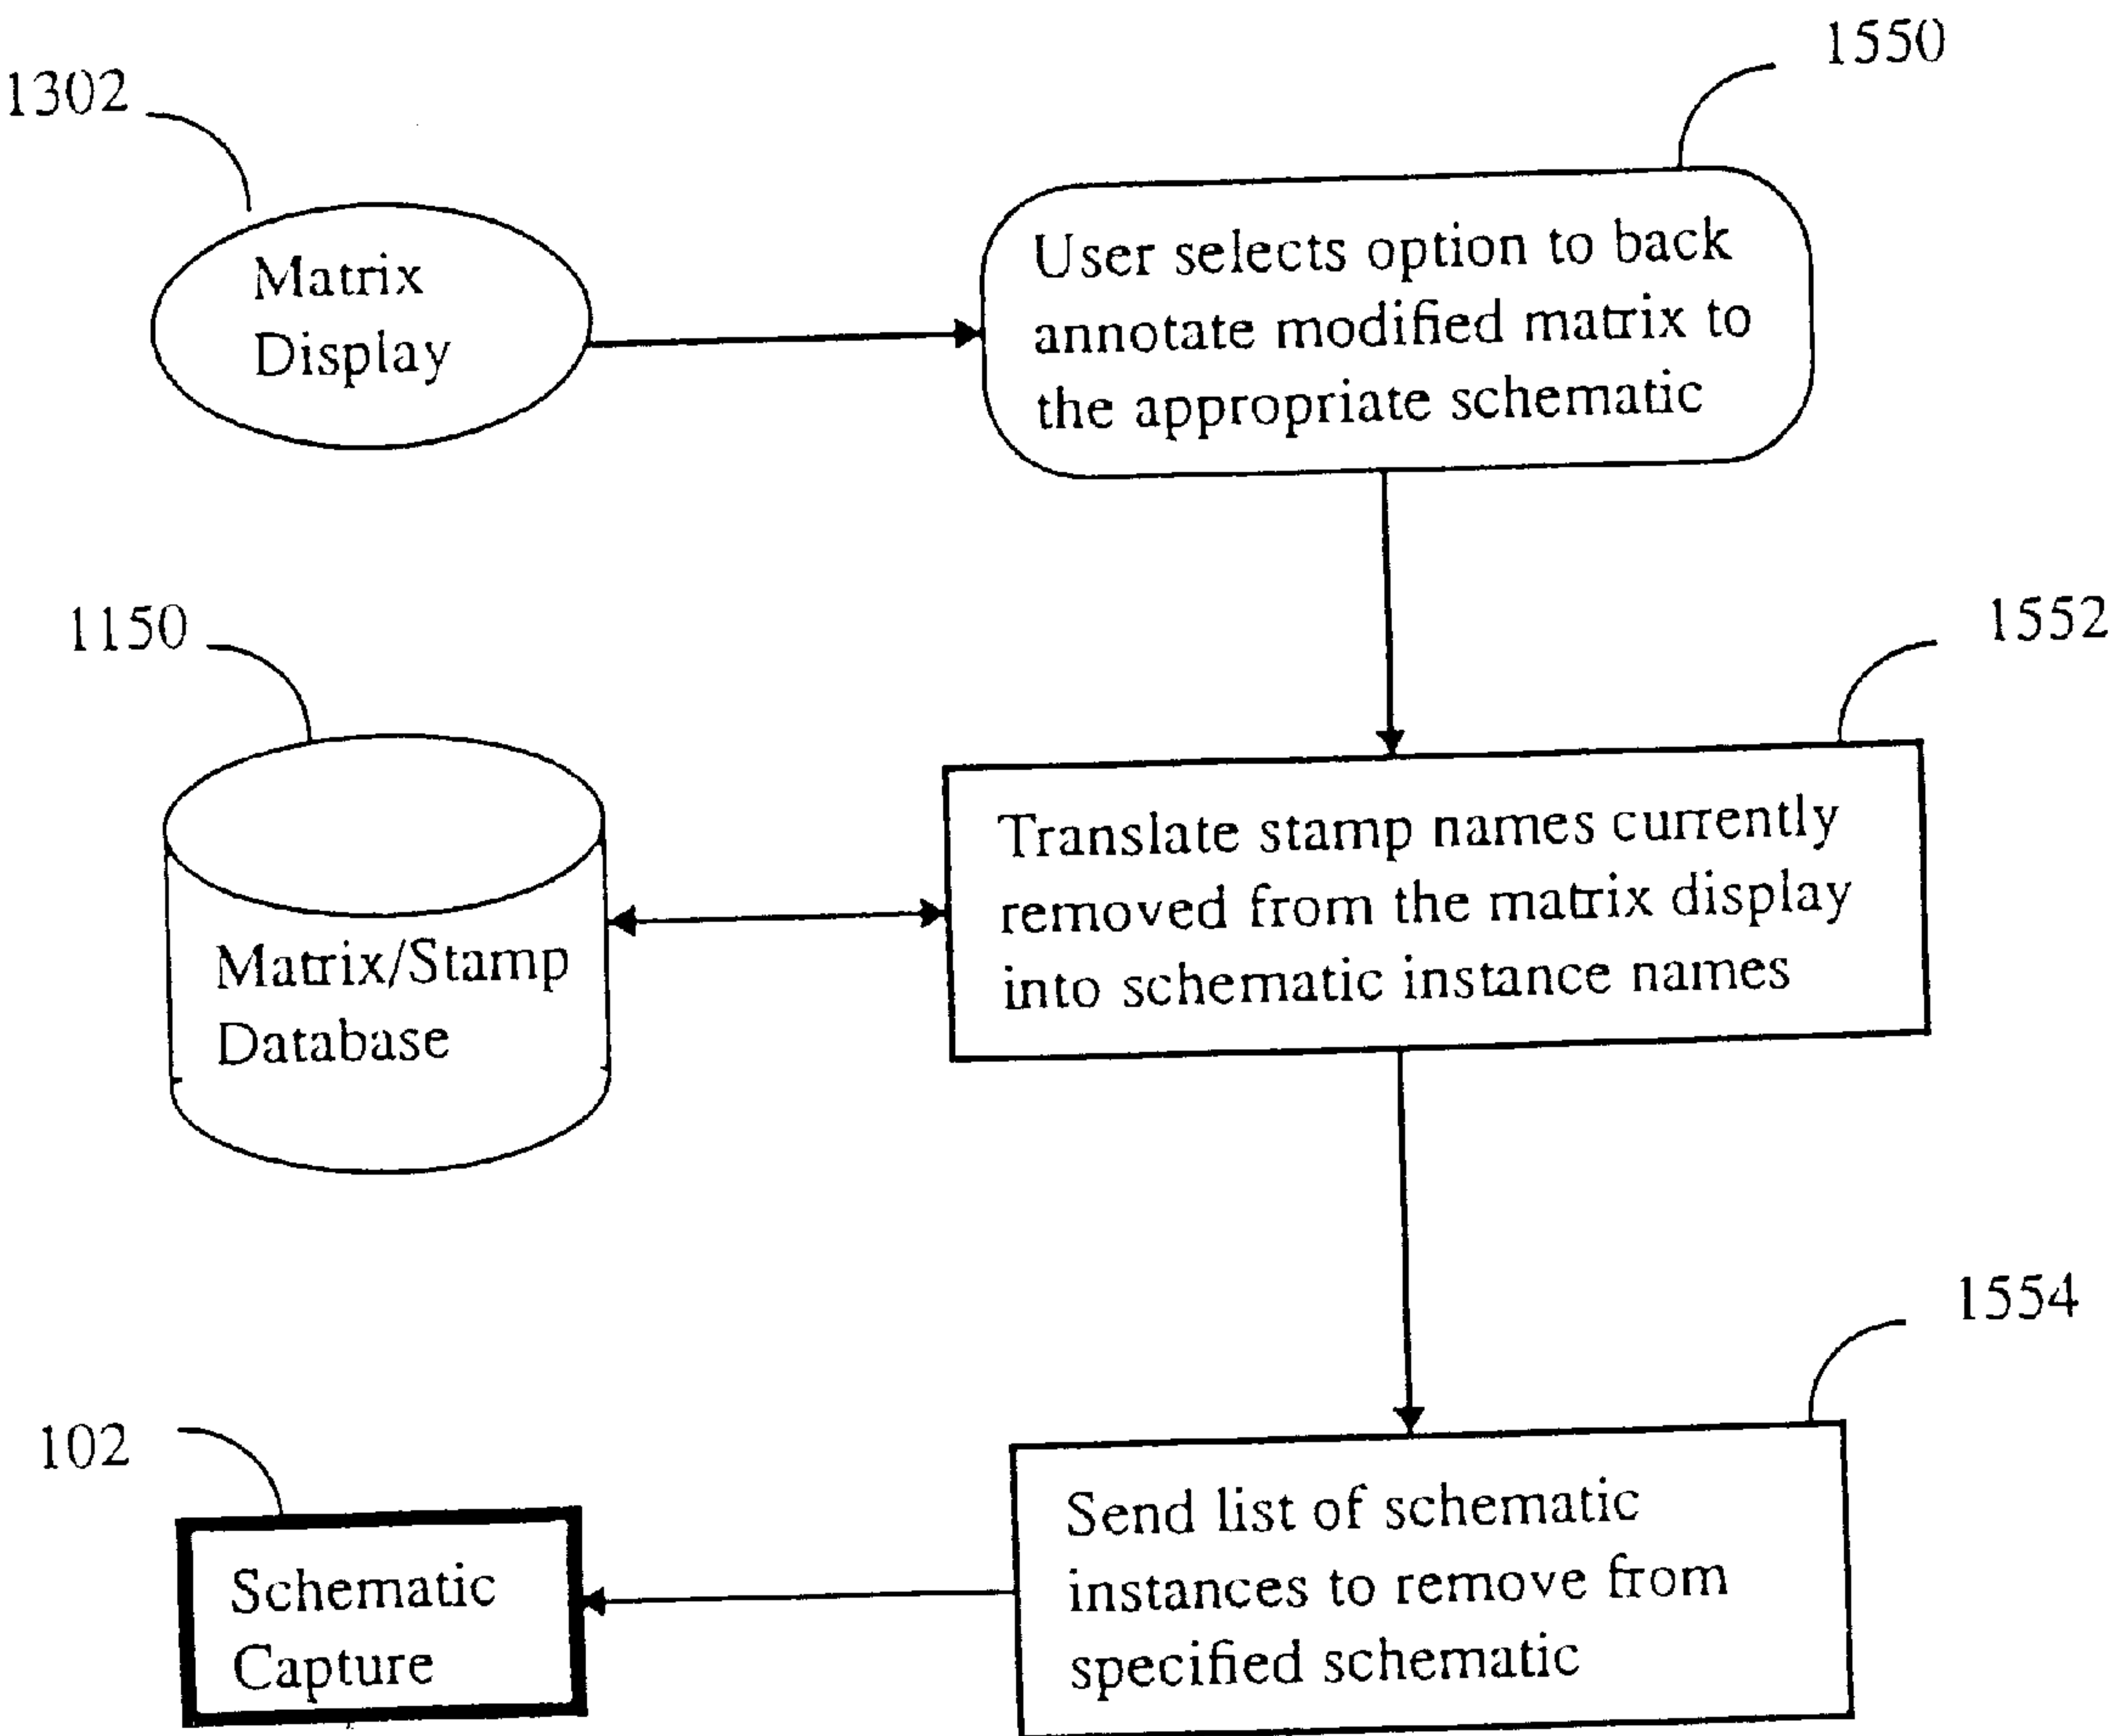 1302
1550
Matrix
Display
User selects option to back
annotate modified matrix to
the appropriate schematic
1150
1552
Matrix/Stamp
Database
Translate stamp names currently
removed from the matrix display
into schematic instance names
102
1554
Schematic
Capture
Send list of schematic
instances to remove from
specified schematic